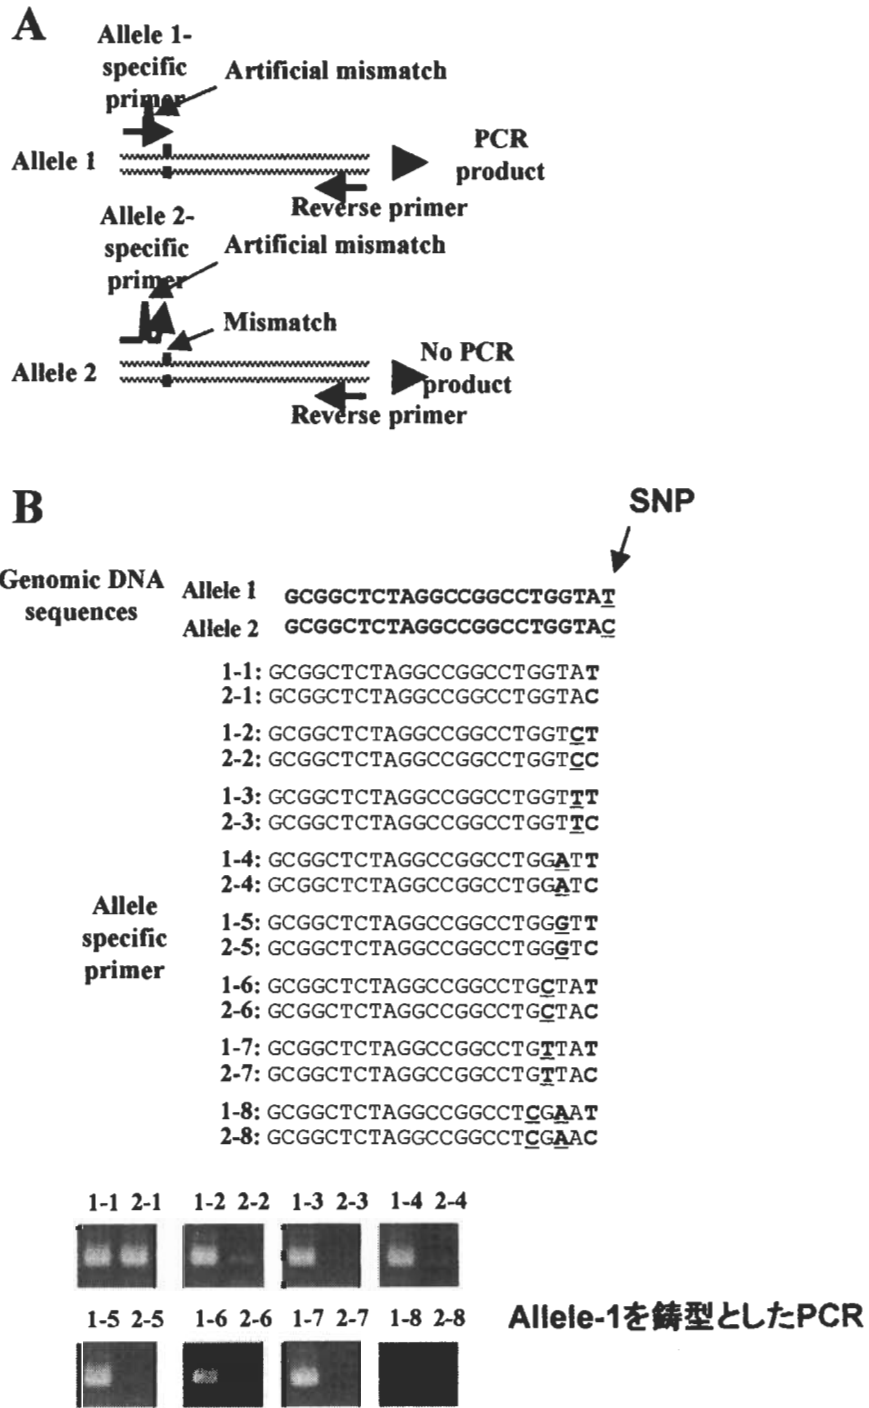 A
Allele 1-
specific
primer
Artificial mismatch
Allele 1
PCR
product
Reverse primer
Allele 2-
specific
primer
Artificial mismatch
Mismatch
Allele 2
No PCR
product
Reverse primer
B
SNP
Genomic DNA
sequences
Allele 1 GCGGCTCTAGGCCGGCCTGGTAT
Allele 2 GCGGCTCTAGGCCGGCCTGGTAC
1-1: GCGGCTCTAGGCCGGCCTGGTAT
2-1: GCGGCTCTAGGCCGGCCTGGTAC
1-2: GCGGCTCTAGGCCGGCCTGGTCT
2-2: GCGGCTCTAGGCCGGCCTGGTCC
1-3: GCGGCTCTAGGCCGGCCTGGTTT
2-3: GCGGCTCTAGGCCGGCCTGGTTC
1-4: GCGGCTCTAGGCCGGCCTGGATT
2-4: GCGGCTCTAGGCCGGCCTGGATC
Allele
specific
primer
1-5: GCGGCTCTAGGCCGGCCTGGGTT
2-5: GCGGCTCTAGGCCGGCCTGGGTC
1-6: GCGGCTCTAGGCCGGCCTGCTAT
2-6: GCGGCTCTAGGCCGGCCTGCTAC
1-7: GCGGCTCTAGGCCGGCCTGTTAT
2-7: GCGGCTCTAGGCCGGCCTGTTAC
1-8: GCGGCTCTAGGCCGGCCTCGAAT
2-8: GCGGCTCTAGGCCGGCCTCGAAC
1-1 2-1 1-2 2-2 1-3 2-3 1-4 2-4
1-5 2-5 1-6 2-6 1-7 2-7 1-8 2-8
Allele-1を鋳型としたPCR